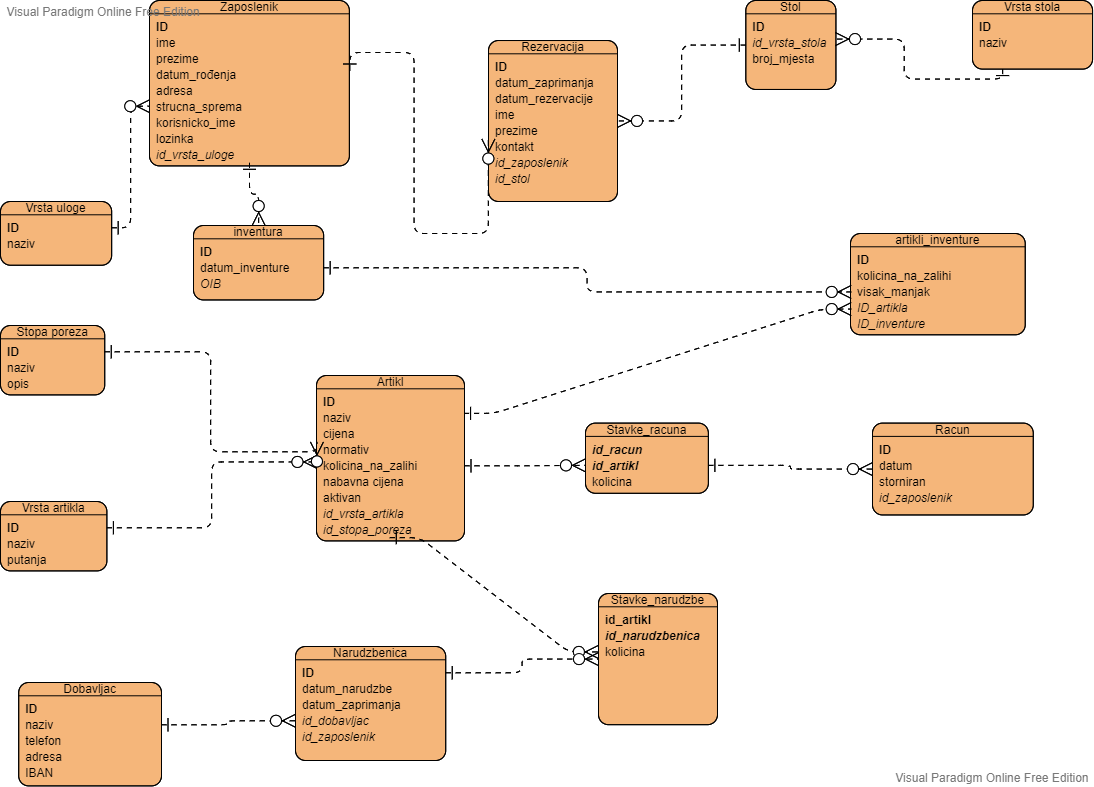 Visual Paradigm Online Free Edition
Zaposlenik
ID
ime
prezime
datum_rođenja
adresa
strucna_sprema
korisnicko_ime
lozinka
id_vrsta_uloge
Rezervacija
ID
datum_zaprimanja
datum_rezervacije
ime
prezime
kontakt
id_zaposlenik
id_stol
Stol
ID
id_vrsta_stola
broj_mjesta
Vrsta stola
ID
naziv
Vrsta uloge
ID
naziv
inventura
ID
datum_inventure
OIB
artikli_inventure
ID
kolicina_na_zalihi
visak_manjak
ID_artikla
ID_inventure
Stopa poreza
ID
naziv
opis
Artikl
ID
naziv
cijena
normativ
kolicina_na_zalihi
nabavna cijena
aktivan
id_vrsta_artikla
id_stopa_poreza
Stavke_racuna
id_racun
id_artikl
kolicina
Racun
ID
datum
storniran
id_zaposlenik
Vrsta artikla
ID
naziv
putanja
Stavke_narudzbe
id_artikl
id_narudzbenica
kolicina
Narudzbenica
ID
datum_narudzbe
datum_zaprimanja
id_dobavljac
id_zaposlenik
Dobavljac
ID
naziv
telefon
adresa
IBAN
Visual Paradigm Online Free Edition